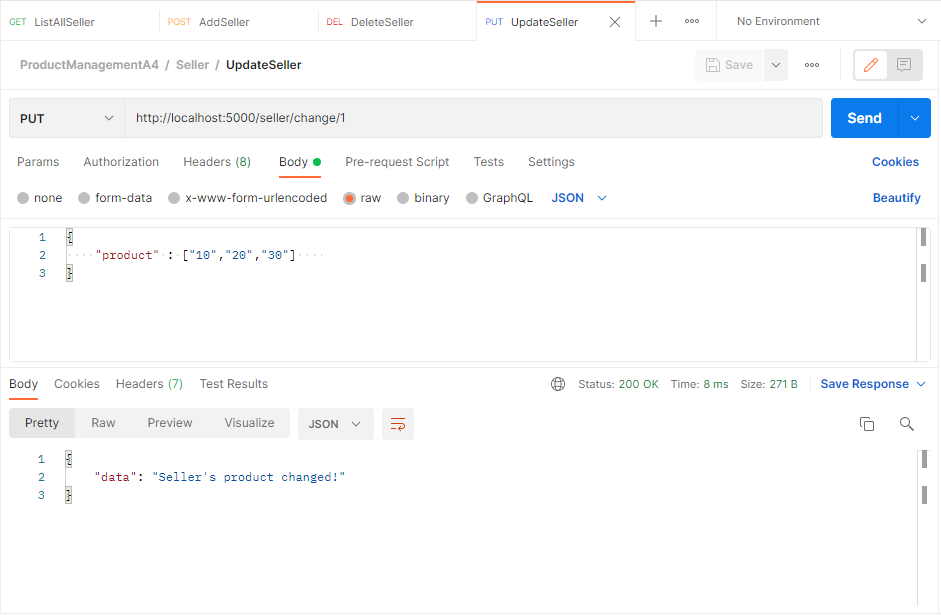 GET ListAllSeller POST AddSeller DEL DeleteSeller PUT UpdateSeller No Environment
ProductManagementA4 / Seller / UpdateSeller Save
PUT http://localhost:5000/seller/change/1 Send
Params Authorization Headers (8) Body Pre-request Script Tests Settings Cookies
none form-data x-www-form-urlencoded raw binary GraphQL JSON Beautify
1 {
2 ····"product"·:·["10","20","30"]····
3 }
Body Cookies Headers (7) Test Results Status: 200 OK Time: 8 ms Size: 271 B Save Response
Pretty Raw Preview Visualize JSON
1 {
2 "data": "Seller's product changed!"
3 }